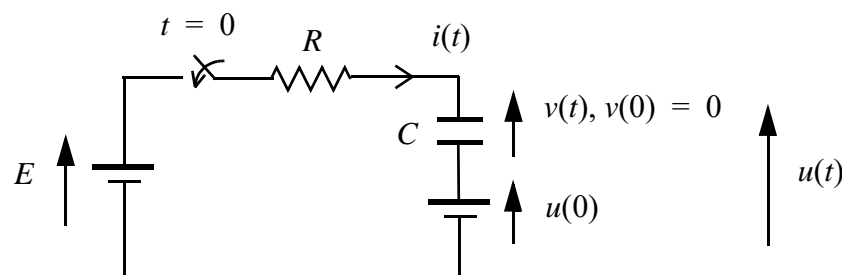 t = 0
R
i(t)
v(t), v(0) = 0
C
E
u(t)
u(0)